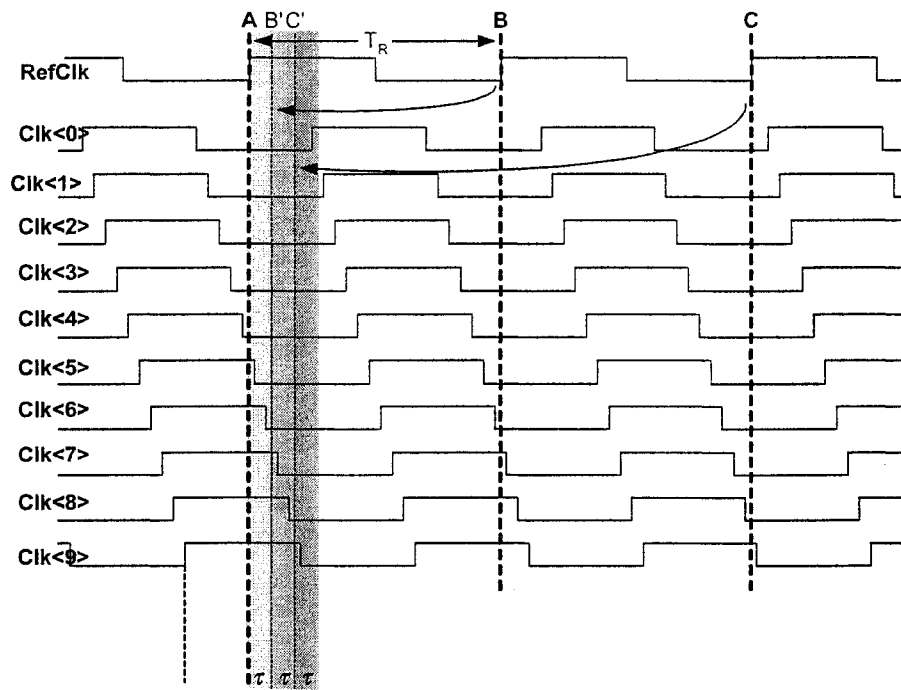 A B' C' B C
T_R
RefClk
Clk<0>
Clk<1>
Clk<2>
Clk<3>
Clk<4>
Clk<5>
Clk<6>
Clk<7>
Clk<8>
Clk<9>
τ τ τ